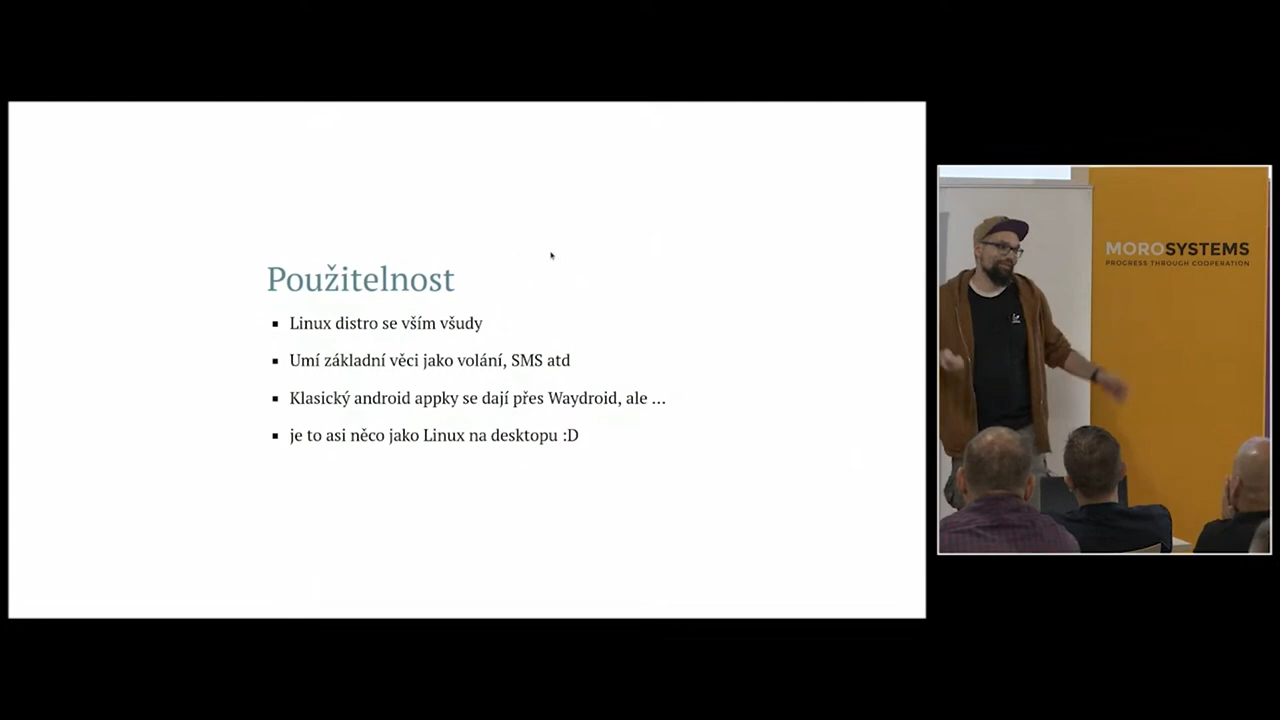 Použitelnost
Linux distro se vším všudy
Umí základní věci jako volání, SMS atd
Klasický android appky se dají přes Waydroid, ale ...
je to asi něco jako Linux na desktopu :D
MOROSYSTEMS
PROGRESS THROUGH COOPERATION